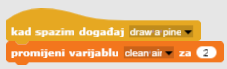 kad spazim događaj draw a pine
promijeni varijablu clean air za 2